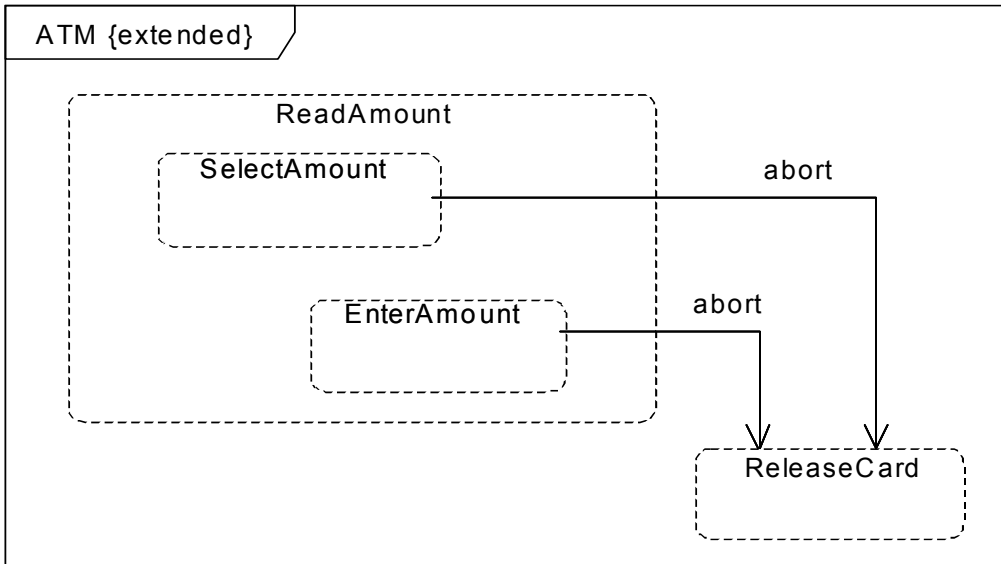 ATM {extended}
ReadAmount
SelectAmount
abort
EnterAmount
abort
ReleaseCard